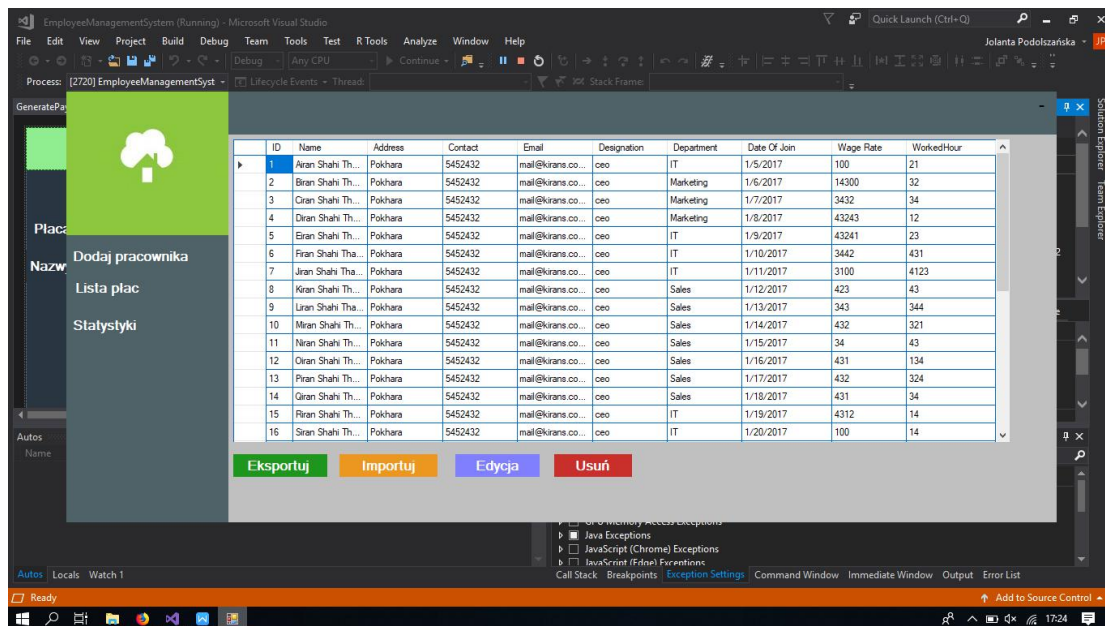 EmployeeManagementSystem (Running) - Microsoft Visual Studio
Quick Launch (Ctrl+Q)
File Edit View Project Build Debug Team Tools Test R Tools Analyze Window Help
Jolanta Podolszańska
JP
Debug Any CPU Continue
Process: [2720] EmployeeManagementSyst Lifecycle Events Thread: Stack Frame:
GeneratePay
Solution Explorer
Team Explorer
Płaca
Nazw
Dodaj pracownika
Lista płac
Statystyki
ID Name Address Contact Email Designation Department Date Of Join Wage Rate WorkedHour
1 Airan Shahi Th... Pokhara 5452432 mail@kirans.co... ceo IT 1/5/2017 100 21
2 Biran Shahi Th... Pokhara 5452432 mail@kirans.co... ceo Marketing 1/6/2017 14300 32
3 Ciran Shahi Th... Pokhara 5452432 mail@kirans.co... ceo Marketing 1/7/2017 3432 34
4 Diran Shahi Th... Pokhara 5452432 mail@kirans.co... ceo Marketing 1/8/2017 43243 12
5 Eiran Shahi Th... Pokhara 5452432 mail@kirans.co... ceo IT 1/9/2017 43241 23
6 Firan Shahi Tha... Pokhara 5452432 mail@kirans.co... ceo IT 1/10/2017 3442 431
7 Jiran Shahi Tha... Pokhara 5452432 mail@kirans.co... ceo IT 1/11/2017 3100 4123
8 Kiran Shahi Th... Pokhara 5452432 mail@kirans.co... ceo Sales 1/12/2017 423 43
9 Liran Shahi Tha... Pokhara 5452432 mail@kirans.co... ceo Sales 1/13/2017 343 344
10 Miran Shahi Th... Pokhara 5452432 mail@kirans.co... ceo Sales 1/14/2017 432 321
11 Niran Shahi Th... Pokhara 5452432 mail@kirans.co... ceo Sales 1/15/2017 34 43
12 Oiran Shahi Th... Pokhara 5452432 mail@kirans.co... ceo Sales 1/16/2017 431 134
13 Piran Shahi Th... Pokhara 5452432 mail@kirans.co... ceo Sales 1/17/2017 432 324
14 Qiran Shahi Th... Pokhara 5452432 mail@kirans.co... ceo Sales 1/18/2017 431 34
15 Riran Shahi Th... Pokhara 5452432 mail@kirans.co... ceo IT 1/19/2017 4312 14
16 Siran Shahi Th... Pokhara 5452432 mail@kirans.co... ceo IT 1/20/2017 100 14
Eksportuj Importuj Edycja Usuń
Autos
Name
GPU Memory Access Exceptions
Java Exceptions
JavaScript (Chrome) Exceptions
JavaScript (Edge) Exceptions
Autos Locals Watch 1
Call Stack Breakpoints Exception Settings Command Window Immediate Window Output Error List
Ready
Add to Source Control
17:24